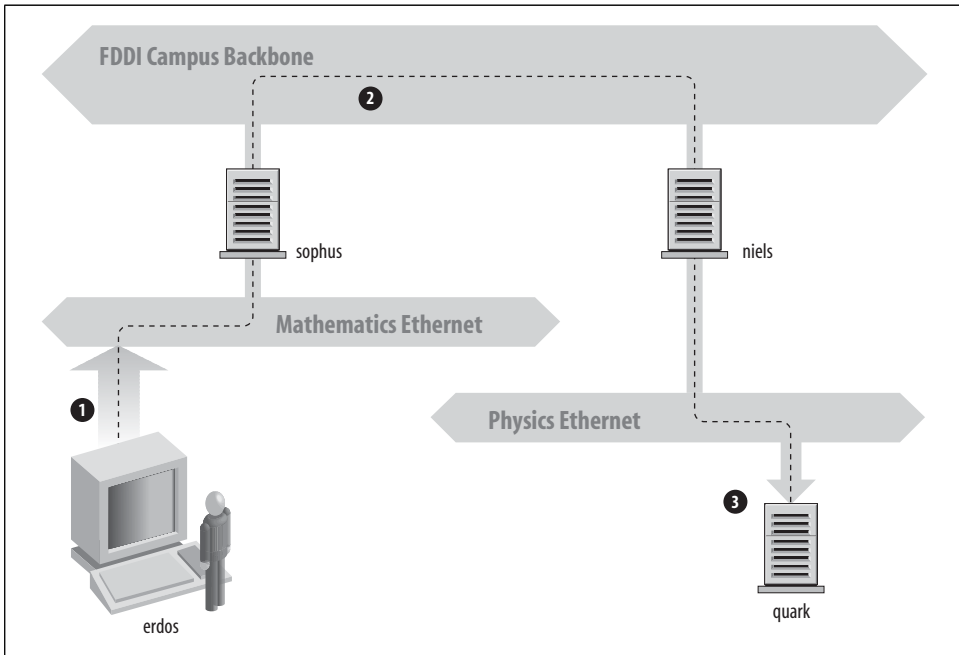 FDDI Campus Backbone
2
sophus
niels
Mathematics Ethernet
1
Physics Ethernet
3
erdos
quark